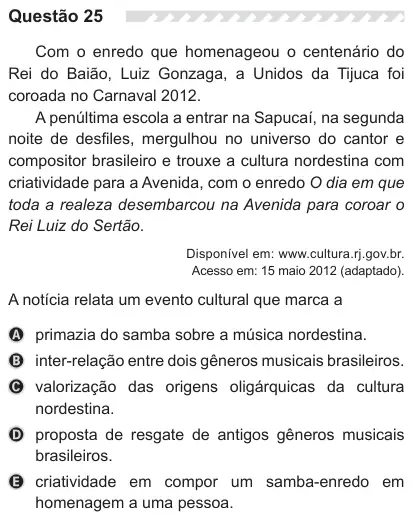 Questão 25
Com o enredo que homenageou o centenário do
Rei do Baião, Luiz Gonzaga, a Unidos da Tijuca foi
coroada no Carnaval 2012.
A penúltima escola a entrar na Sapucaí, na segunda
noite de desfiles, mergulhou no universo do cantor e
compositor brasileiro e trouxe a cultura nordestina com
criatividade para a Avenida, com o enredo O dia em que
toda a realeza desembarcou na Avenida para coroar o
Rei Luiz do Sertão.
Disponível em: www.cultura.rj.gov.br.
Acesso em: 15 maio 2012 (adaptado).
A notícia relata um evento cultural que marca a
A primazia do samba sobre a música nordestina.
B inter-relação entre dois gêneros musicais brasileiros.
C valorização das origens oligárquicas da cultura
nordestina.
D proposta de resgate de antigos gêneros musicais
brasileiros.
E criatividade em compor um samba-enredo em
homenagem a uma pessoa.